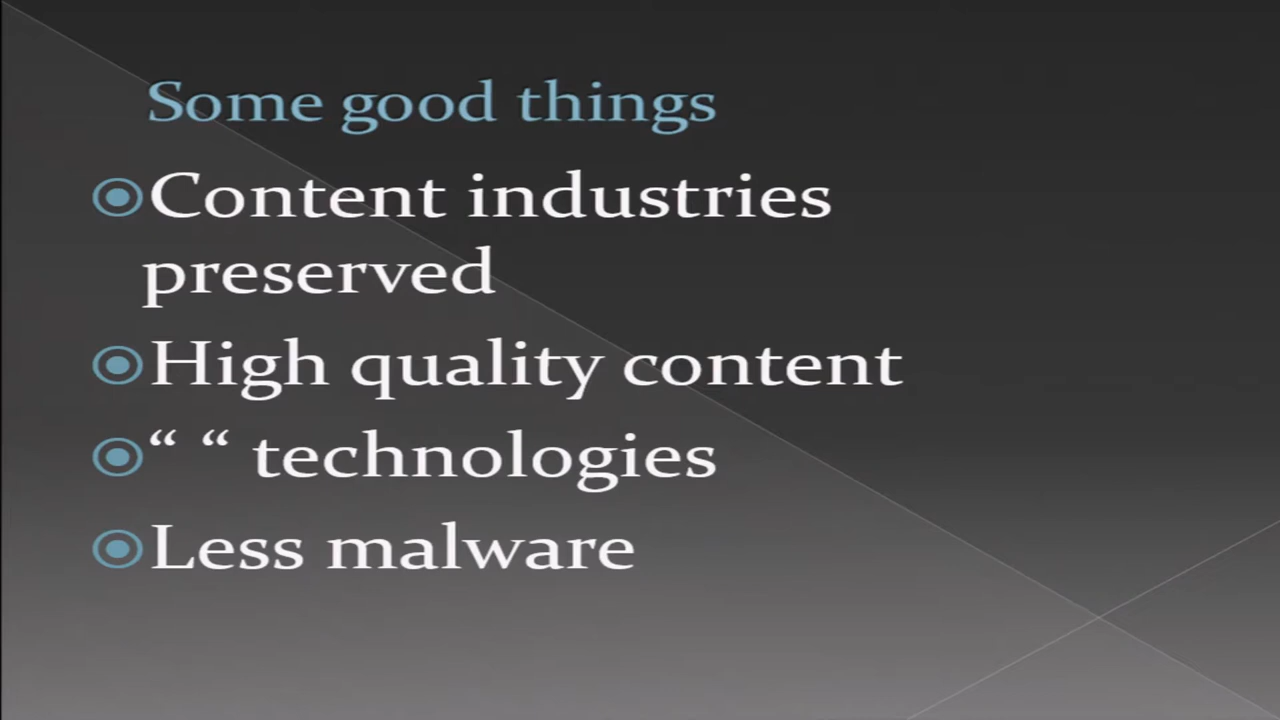 Some good things
Content industries
preserved
High quality content
“ “ technologies
Less malware